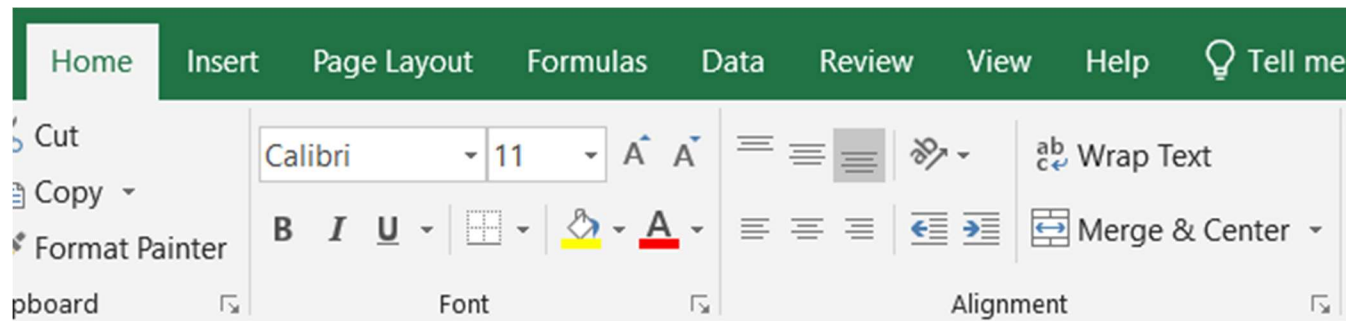 Home Insert Page Layout Formulas Data Review View Help Tell me
Cut
Calibri 11 A A ab Wrap Text
Copy
B I U A Merge & Center
Format Painter
pboard Font Alignment